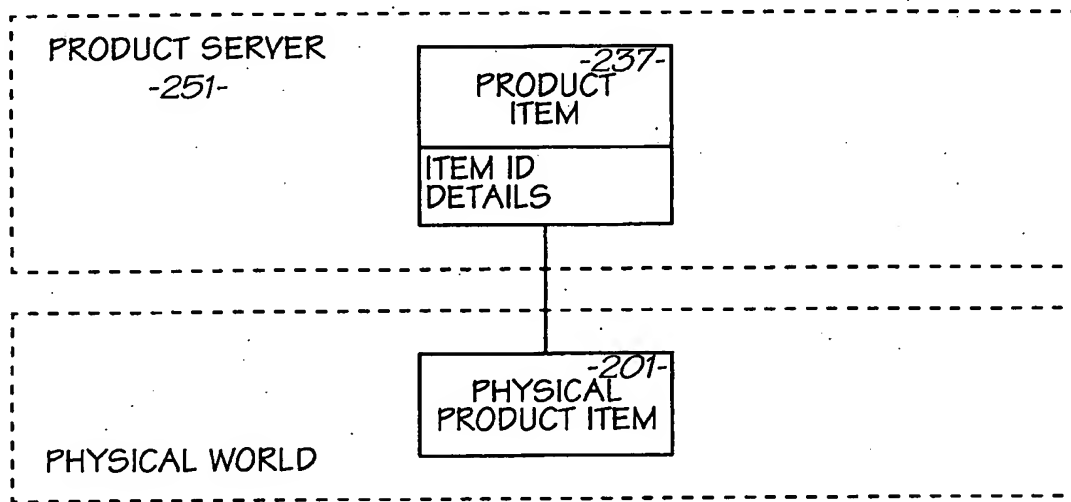 PRODUCT SERVER
-251-
-237-
PRODUCT
ITEM
ITEM ID
DETAILS
-201-
PHYSICAL
PRODUCT ITEM
PHYSICAL WORLD